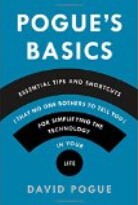 POGUE'S
BASICS
ESSENTIAL TIPS AND SHORTCUTS
(THAT NO ONE BOTHERS TO TELL YOU)
FOR SIMPLIFYING THE
TECHNOLOGY
IN YOUR
LIFE
DAVID POGUE